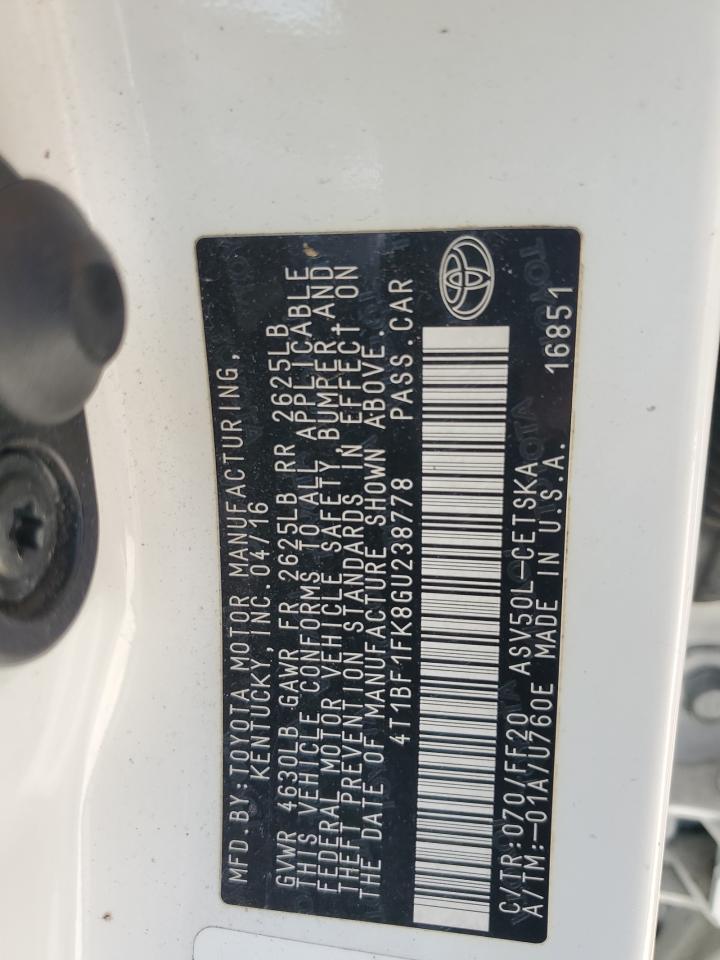 MFD.BY:TOYOTA MOTOR MANUFACTURING,
KENTUCKY,INC.04/16
GVWR 4630LB GAWR FR 2625LB RR 2625LB
THIS VEHICLE CONFORMS TO ALL APPLICABLE
FEDERAL MOTOR VEHICLE SAFETY,BUMPER,AND
THEFT PREVENTION STANDARDS IN EFFECT ON
THE DATE OF MANUFACTURE SHOWN ABOVE.
4T1BF1FK8GU238778 PASS.CAR
C/TR:070/FF20 ASV50L-CETSKA
A/TM:-01A/U760E MADE IN U.S.A. 16851